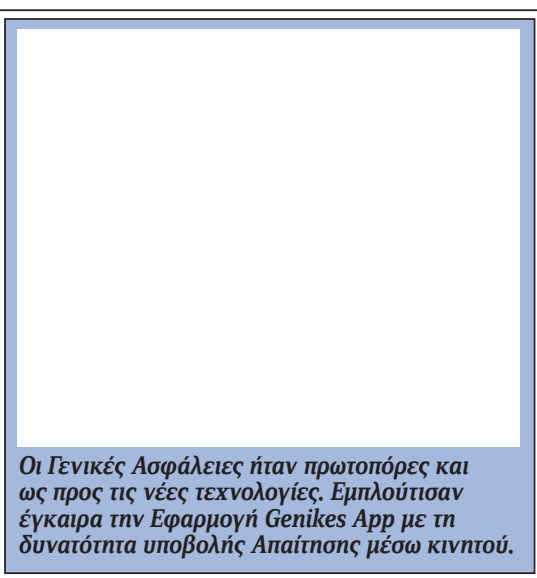 Οι Γενικές Ασφάλειες ήταν πρωτοπόρες και
ως προς τις νέες τεχνολογίες. Εμπλούτισαν
έγκαιρα την Εφαρμογή Genikes App με τη
δυνατότητα υποβολής Απαίτησης μέσω κινητού.